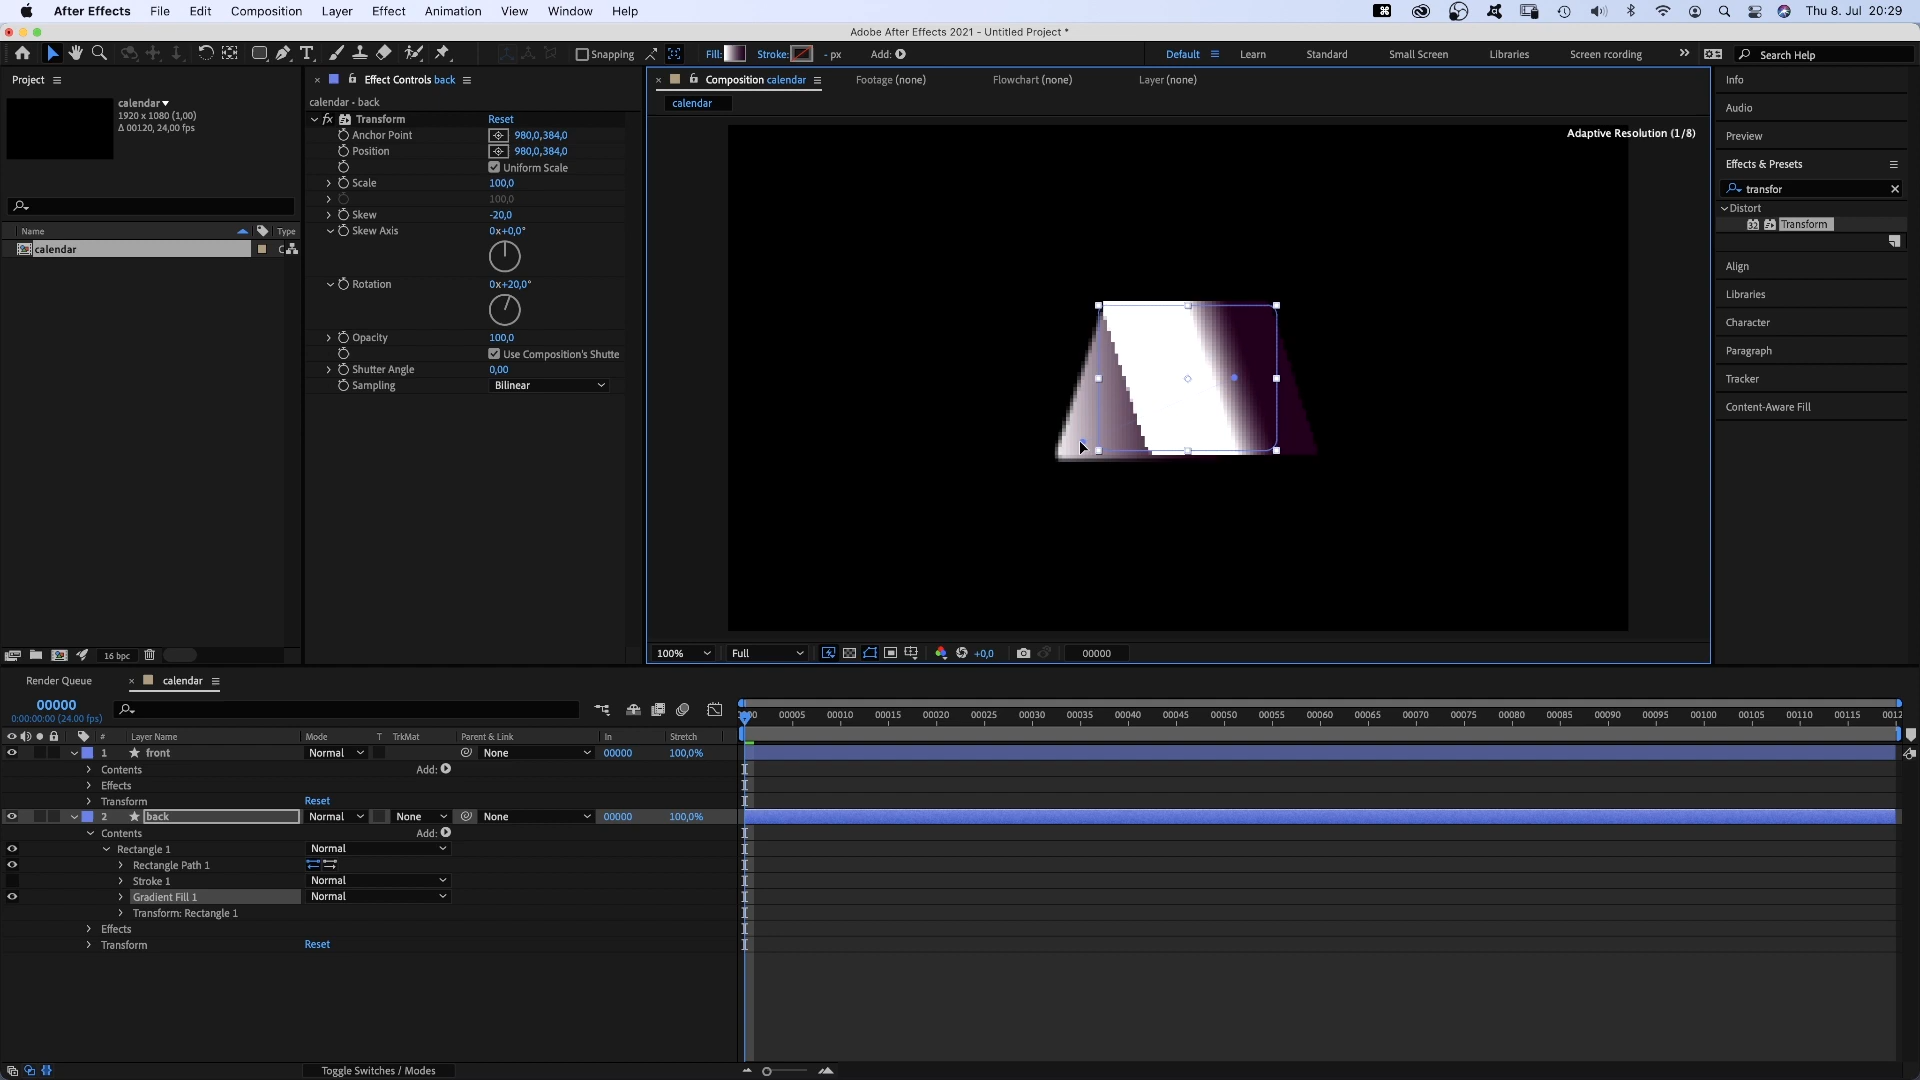 After Effects File Edit Composition Layer Effect Animation View Window Help Thu 8. Jul 20:29
Adobe After Effects 2021 - Untitled Project *
Snapping Fill: Stroke: - px Add: Default Learn Standard Small Screen Libraries Screen rcording Search Help
Project
calendar
1920 x 1080 (1,00)
Δ 00120, 24,00 fps
Name Type
calendar
16 bpc
Effect Controls back
calendar • back
fx Transform Reset
Anchor Point 980,0,384,0
Position 980,0,384,0
Uniform Scale
Scale 100,0
100,0
Skew -20,0
Skew Axis 0x+0,0°
Rotation 0x+20,0°
Opacity 100,0
Use Composition's Shutte
Shutter Angle 0,00
Sampling Bilinear
Composition calendar Footage (none) Flowchart (none) Layer (none)
calendar
Adaptive Resolution (1/8)
100% Full +0,0 00000
Info
Audio
Preview
Effects & Presets
transfor
Distort
32 Transform
Align
Libraries
Character
Paragraph
Tracker
Content-Aware Fill
Render Queue calendar
00000
0:00:00:00 (24.00 fps)
00005 00010 00015 00020 00025 00030 00035 00040 00045 00050 00055 00060 00065 00070 00075 00080 00085 00090 00095 00100 00105 00110 00115 0012
# Layer Name Mode T TrkMat Parent & Link In Stretch
1 front Normal None 00000 100,0%
Contents Add:
Effects
Transform Reset
2 back Normal None None 00000 100,0%
Contents Add:
Rectangle 1 Normal
Rectangle Path 1
Stroke 1 Normal
Gradient Fill 1 Normal
Transform: Rectangle 1
Effects
Transform Reset
Toggle Switches / Modes